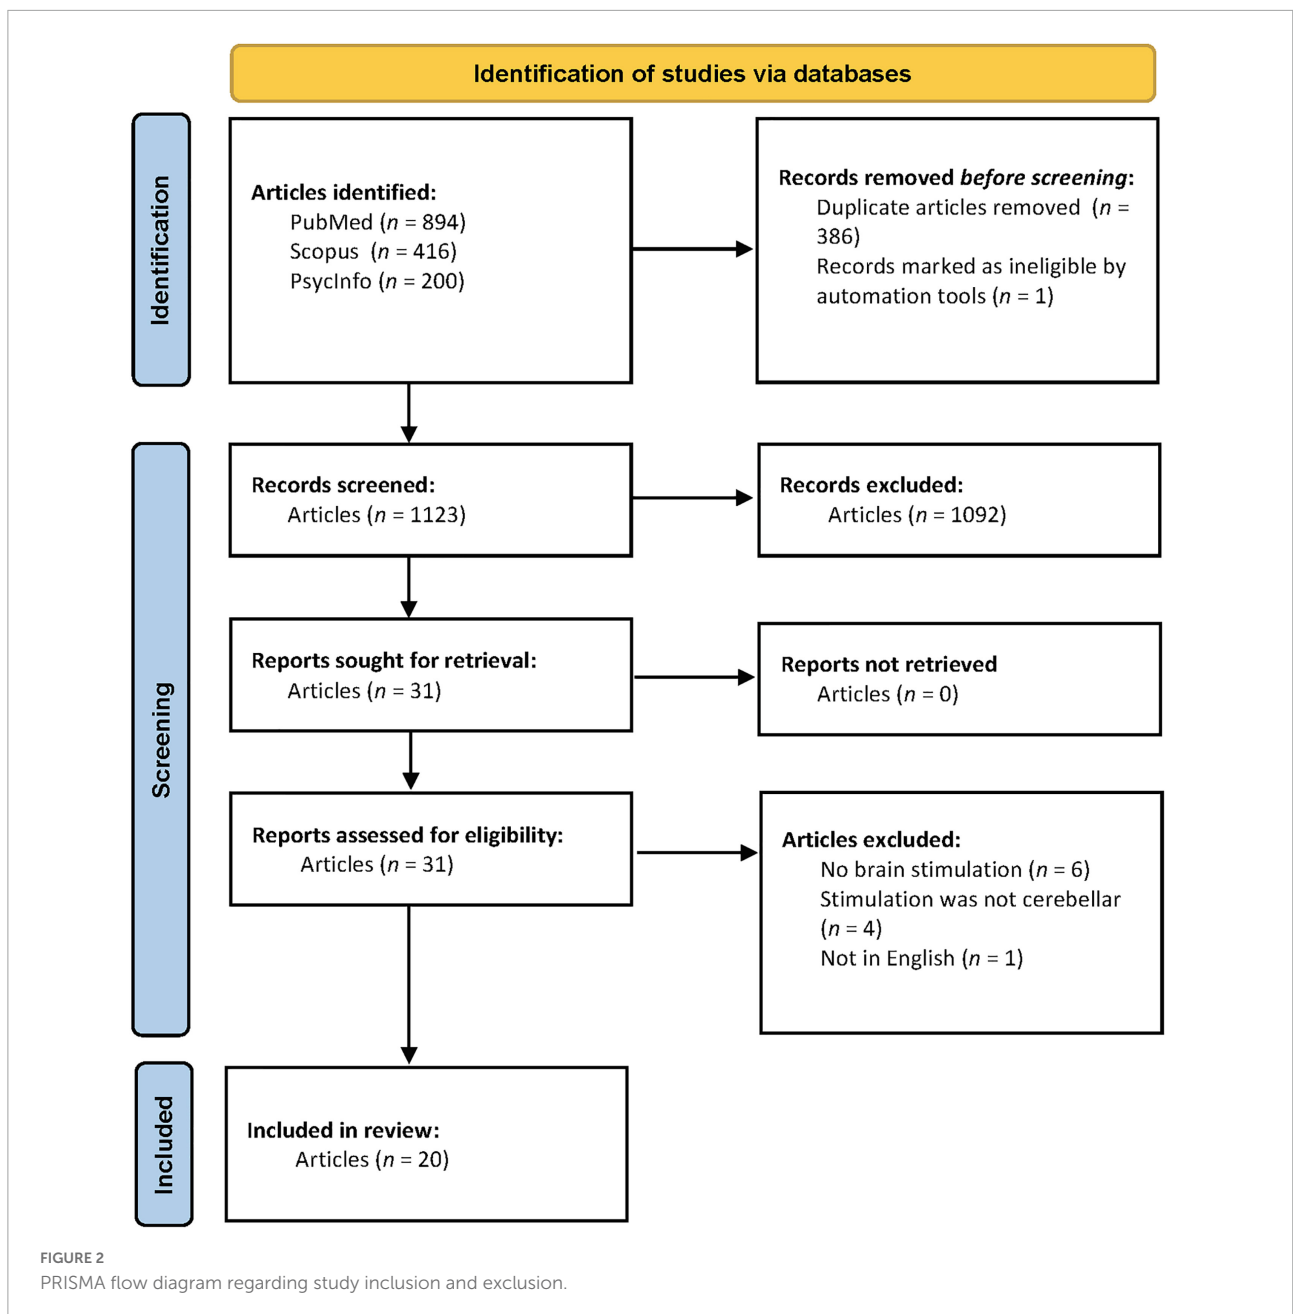 Identification of studies via databases
Identification
Articles identified:
PubMed (n = 894)
Scopus (n = 416)
PsycInfo (n = 200)
Records removed before screening:
Duplicate articles removed (n =
386)
Records marked as ineligible by
automation tools (n = 1)
Screening
Records screened:
Articles (n = 1123)
Records excluded:
Articles (n = 1092)
Reports sought for retrieval:
Articles (n = 31)
Reports not retrieved
Articles (n = 0)
Reports assessed for eligibility:
Articles (n = 31)
Articles excluded:
No brain stimulation (n = 6)
Stimulation was not cerebellar
(n = 4)
Not in English (n = 1)
Included
Included in review:
Articles (n = 20)
FIGURE 2
PRISMA flow diagram regarding study inclusion and exclusion.